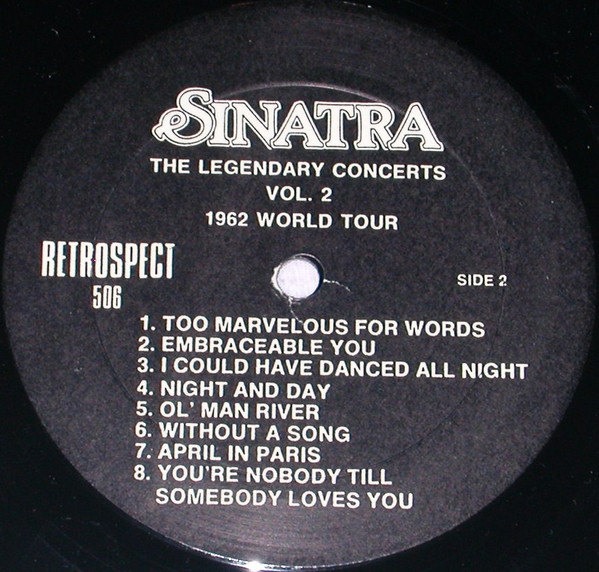 SINATRA
THE LEGENDARY CONCERTS
VOL. 2
1962 WORLD TOUR
RETROSPECT
506
SIDE 2
1. TOO MARVELOUS FOR WORDS
2. EMBRACEABLE YOU
3. I COULD HAVE DANCED ALL NIGHT
4. NIGHT AND DAY
5. OL' MAN RIVER
6. WITHOUT A SONG
7. APRIL IN PARIS
8. YOU'RE NOBODY TILL
SOMEBODY LOVES YOU